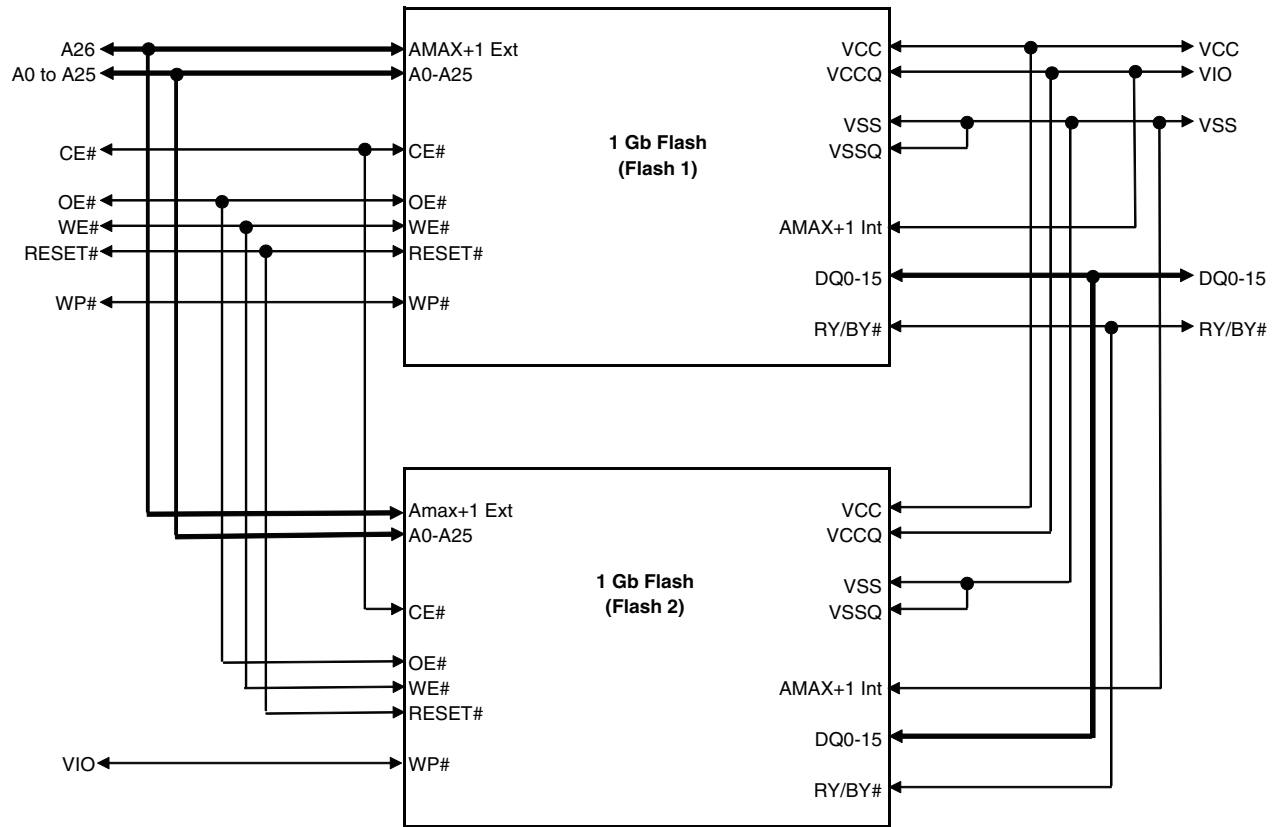 A26
A0 to A25
CE#
OE#
WE#
RESET#
WP#
AMAX+1 Ext
A0-A25
CE#
OE#
WE#
RESET#
WP#
1 Gb Flash
(Flash 1)
VCC
VCCQ
VSS
VSSQ
AMAX+1 Int
DQ0-15
RY/BY#
VCC
VIO
VSS
DQ0-15
RY/BY#
VIO
Amax+1 Ext
A0-A25
CE#
OE#
WE#
RESET#
WP#
1 Gb Flash
(Flash 2)
VCC
VCCQ
VSS
VSSQ
AMAX+1 Int
DQ0-15
RY/BY#